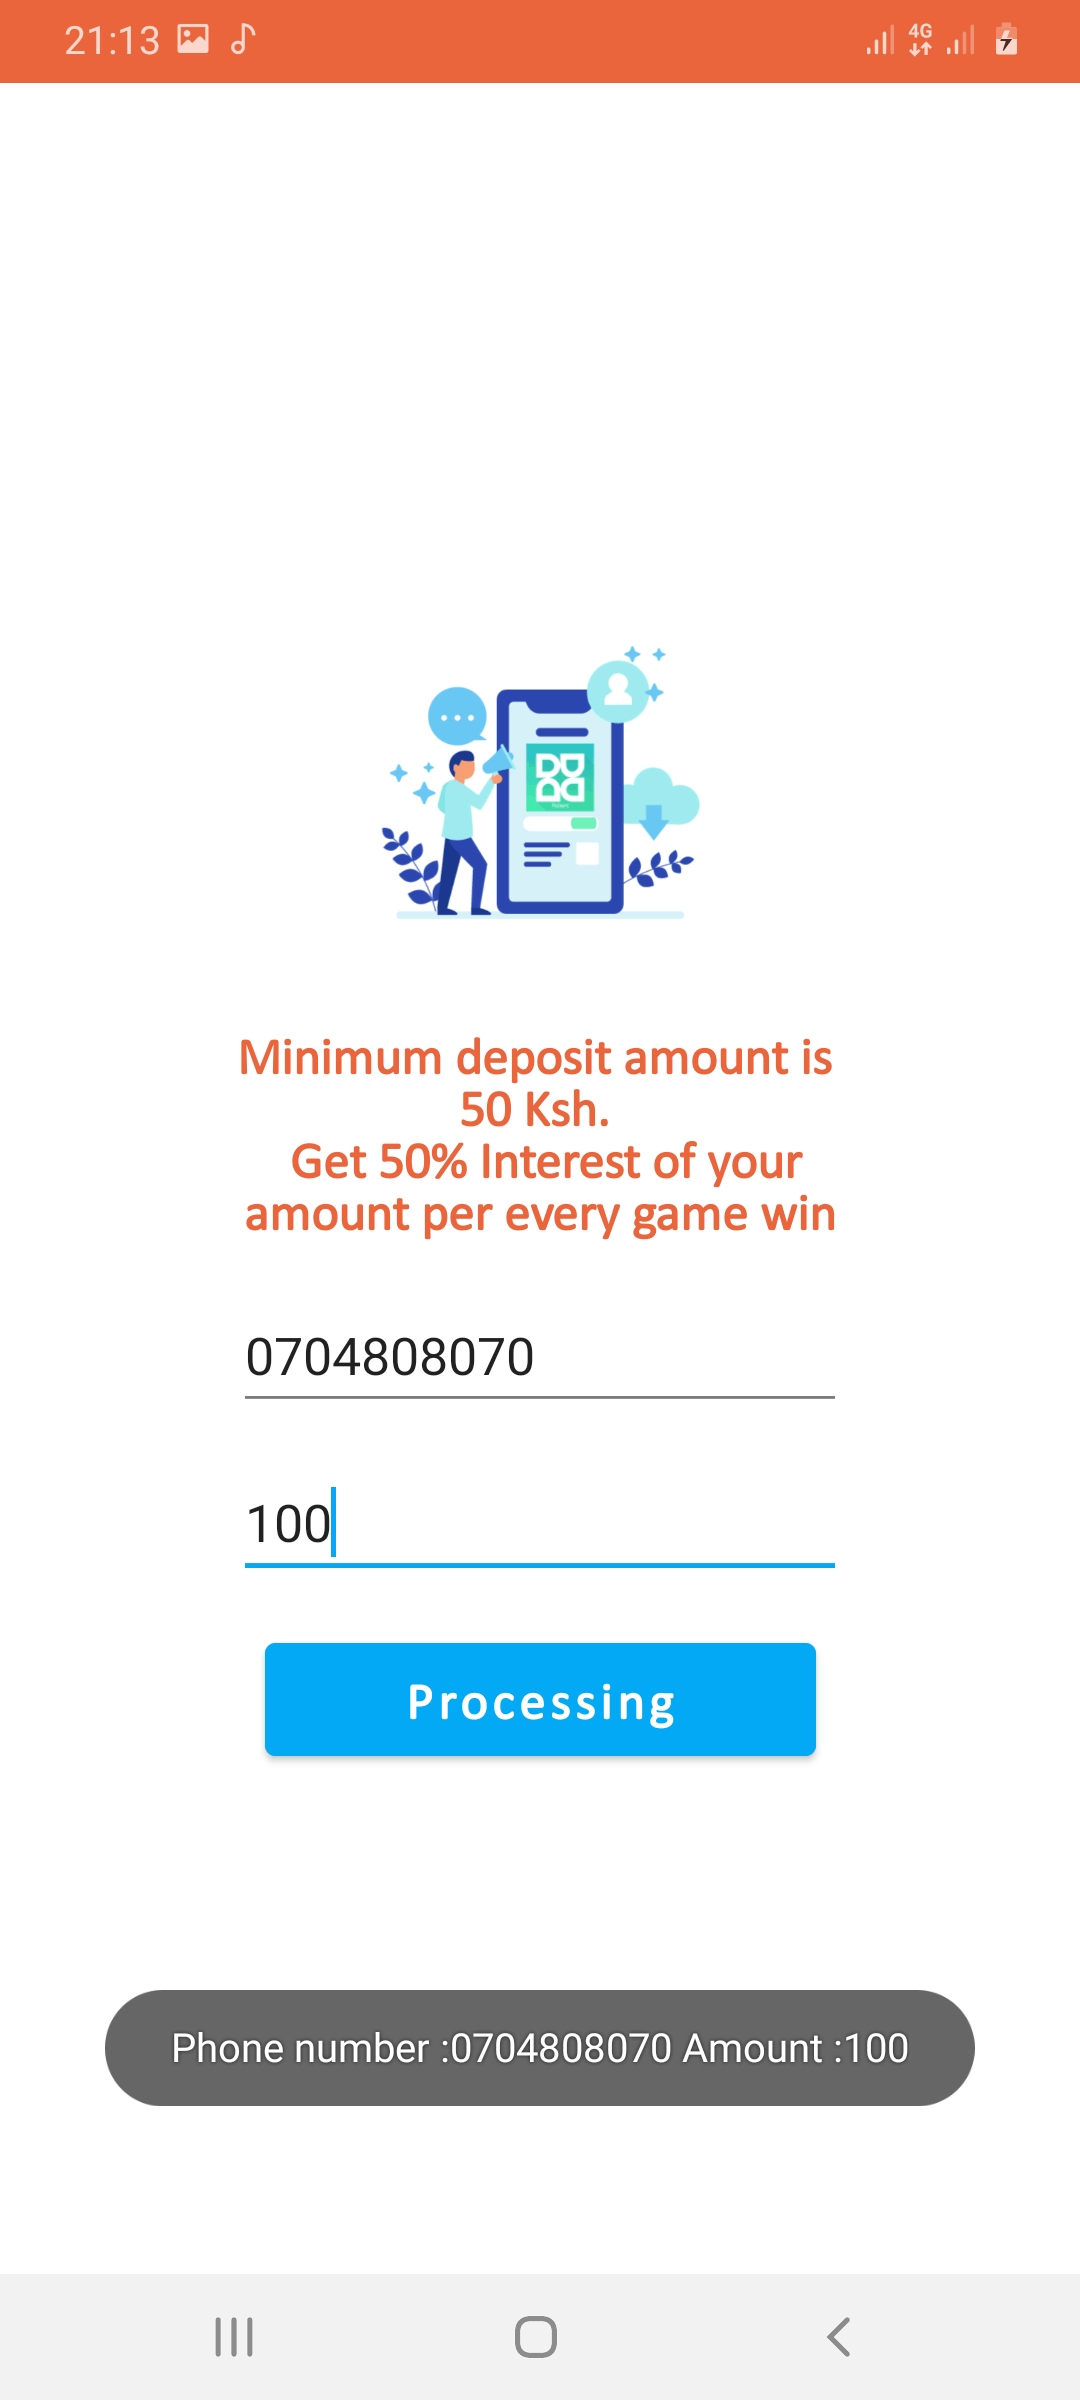 21:13
4G
Minimum deposit amount is
50 Ksh.
Get 50% Interest of your
amount per every game win
0704808070
100
Processing
Phone number :0704808070 Amount :100